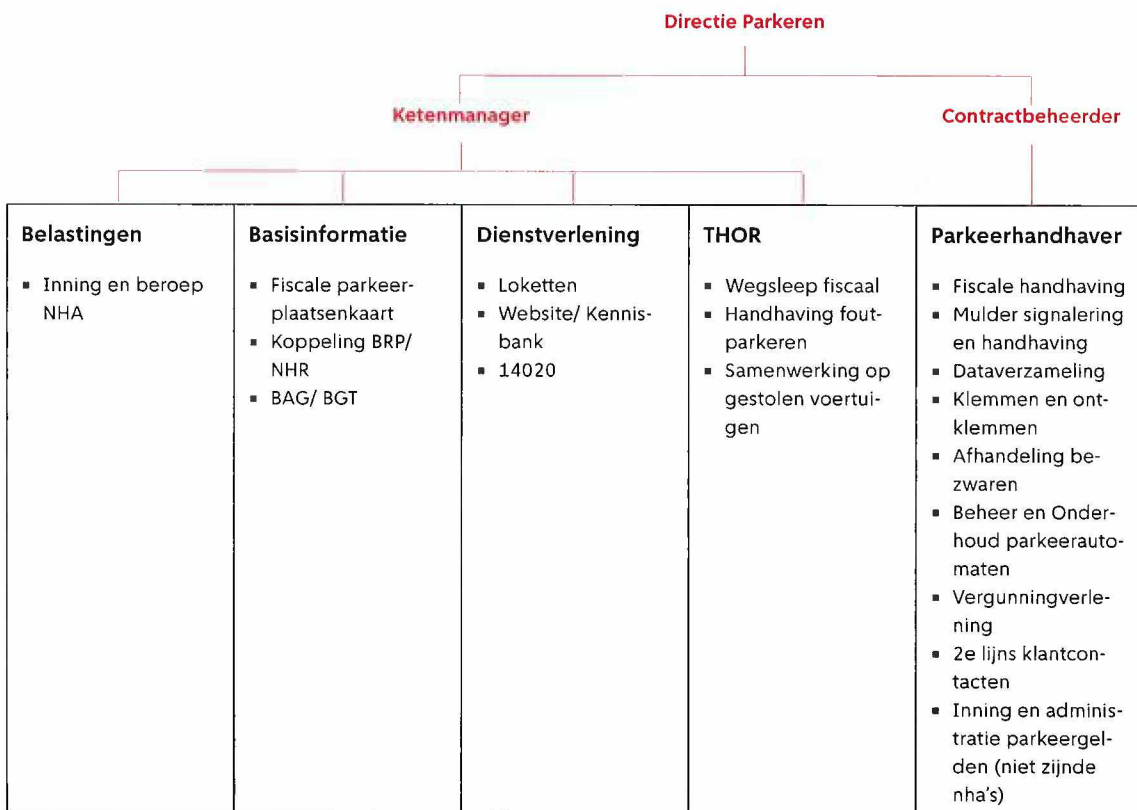 Directie Parkeren
Ketenmanager
Contractbeheerder
Belastingen
▪ Inning en beroep
NHA
Basisinformatie
▪ Fiscale parkeer-
plaatsenkaart
▪ Koppeling BRP/
NHR
▪ BAG/ BGT
Dienstverlening
▪ Loketten
▪ Website/ Kennis-
bank
▪ 14020
THOR
▪ Wegsleep fiscaal
▪ Handhaving fout-
parkeren
▪ Samenwerking op
gestolen voertui-
gen
Parkeerhandhaver
▪ Fiscale handhaving
▪ Mulder signalering
en handhaving
▪ Dataverzameling
▪ Klemmen en ont-
klemmen
▪ Afhandeling be-
zwaren
▪ Beheer en Onder-
houd parkeerauto-
maten
▪ Vergunningverle-
ning
▪ 2e lijns klantcon-
tacten
▪ Inning en adminis-
tratie parkeergel-
den (niet zijnde
nha's)